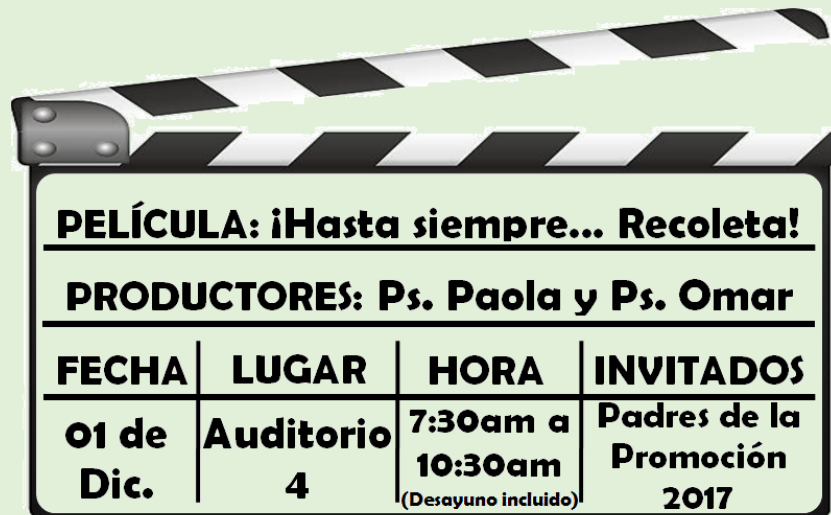 PELÍCULA: ¡Hasta siempre... Recoleta!
PRODUCTORES: Ps. Paola y Ps. Omar
FECHA
LUGAR
HORA
INVITADOS
01 de
Dic.
Auditorio
4
7:30am a
10:30am
(Desayuno incluido)
Padres de la
Promoción
2017